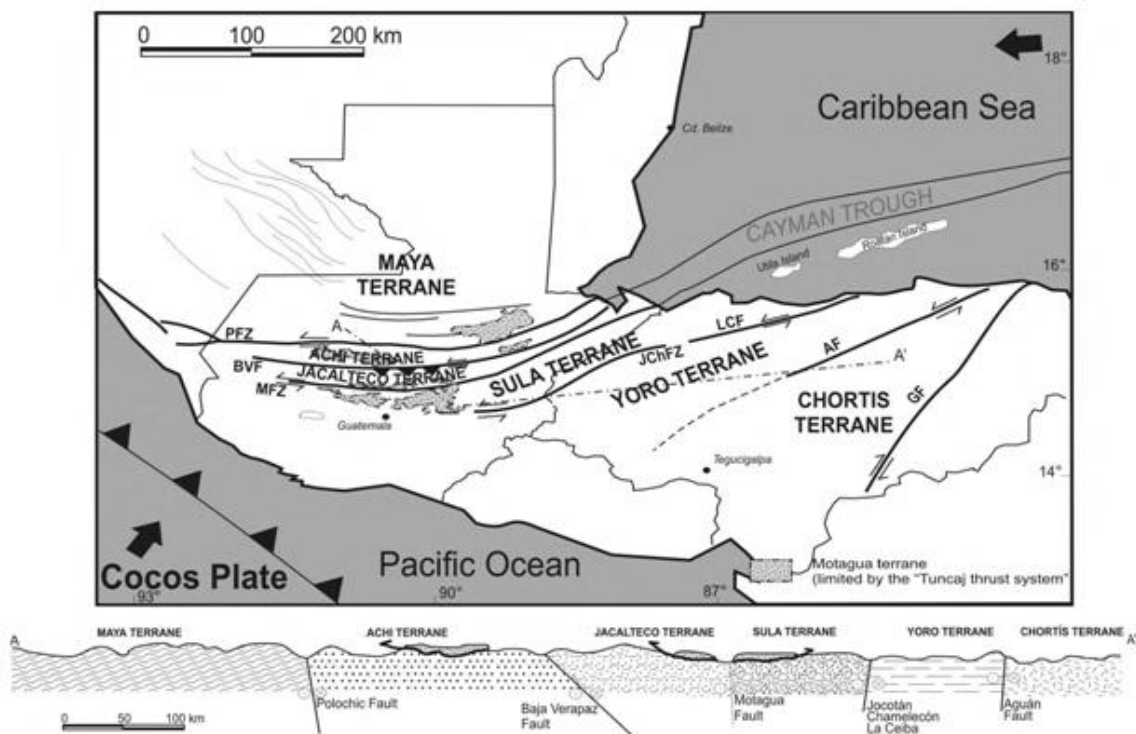 0 100 200 km
18°
Caribbean Sea
Cd. Belize
CAYMAN TROUGH
Roatan Island
Utila Island
16°
MAYA
TERRANE
PFZ
A
ACHI TERRANE
BVF
JACALTECO TERRANE
MFZ
SULA TERRANE
LCF
JChFZ
YORO TERRANE
AF
A'
CHORTIS
TERRANE
GF
Guatemala
Tegucigalpa
14°
Cocos Plate
Pacific Ocean
93°
90°
87°
Motagua terrane
(limited by the "Tuncaj thrust system"
A
MAYA TERRANE
ACHI TERRANE
JACALTECO TERRANE
SULA TERRANE
YORO TERRANE
CHORTÍS TERRANE
A'
Polochic Fault
Baja Verapaz
Fault
Motagua
Fault
Jocotán
Chamelecón
La Ceiba
Aguán
Fault
0 50 100 km